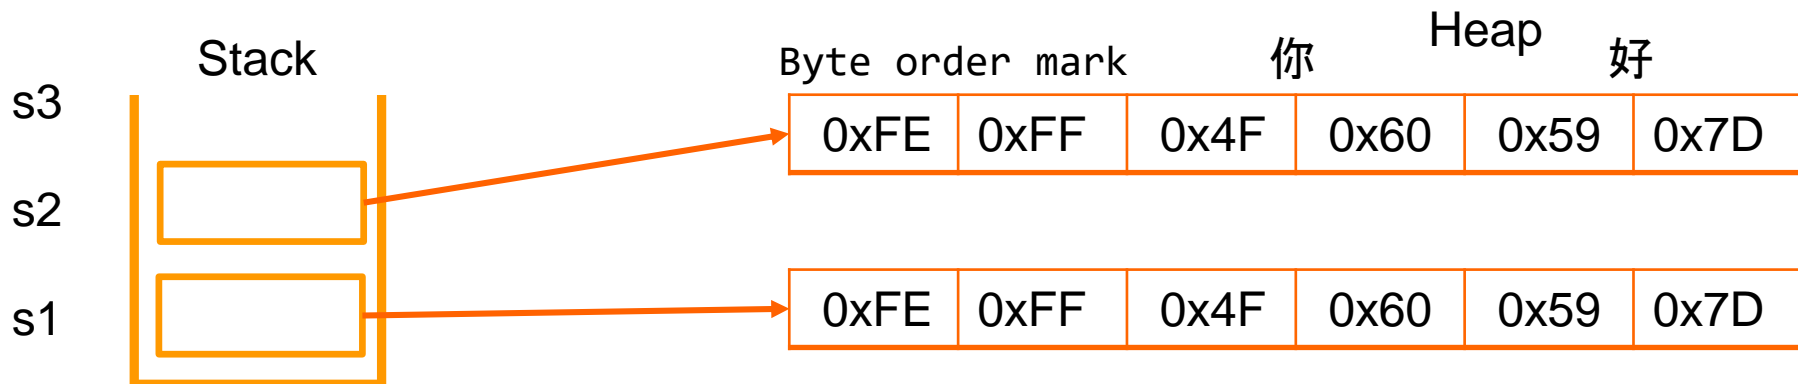 Stack
Heap
Byte order mark 你 好
s3
0xFE 0xFF 0x4F 0x60 0x59 0x7D
s2
s1
0xFE 0xFF 0x4F 0x60 0x59 0x7D